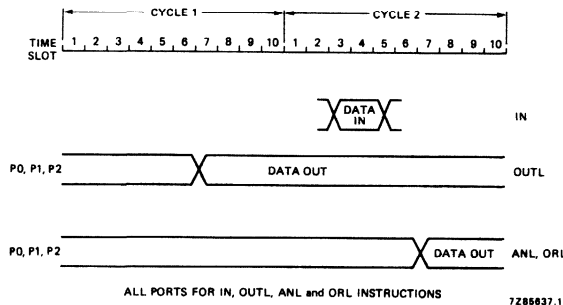 CYCLE 1 CYCLE 2
TIME SLOT 1 2 3 4 5 6 7 8 9 10 1 2 3 4 5 6 7 8 9 10
DATA IN IN
P0, P1, P2 DATA OUT OUTL
P0, P1, P2 DATA OUT ANL, ORL
ALL PORTS FOR IN, OUTL, ANL and ORL INSTRUCTIONS
7Z85637.1